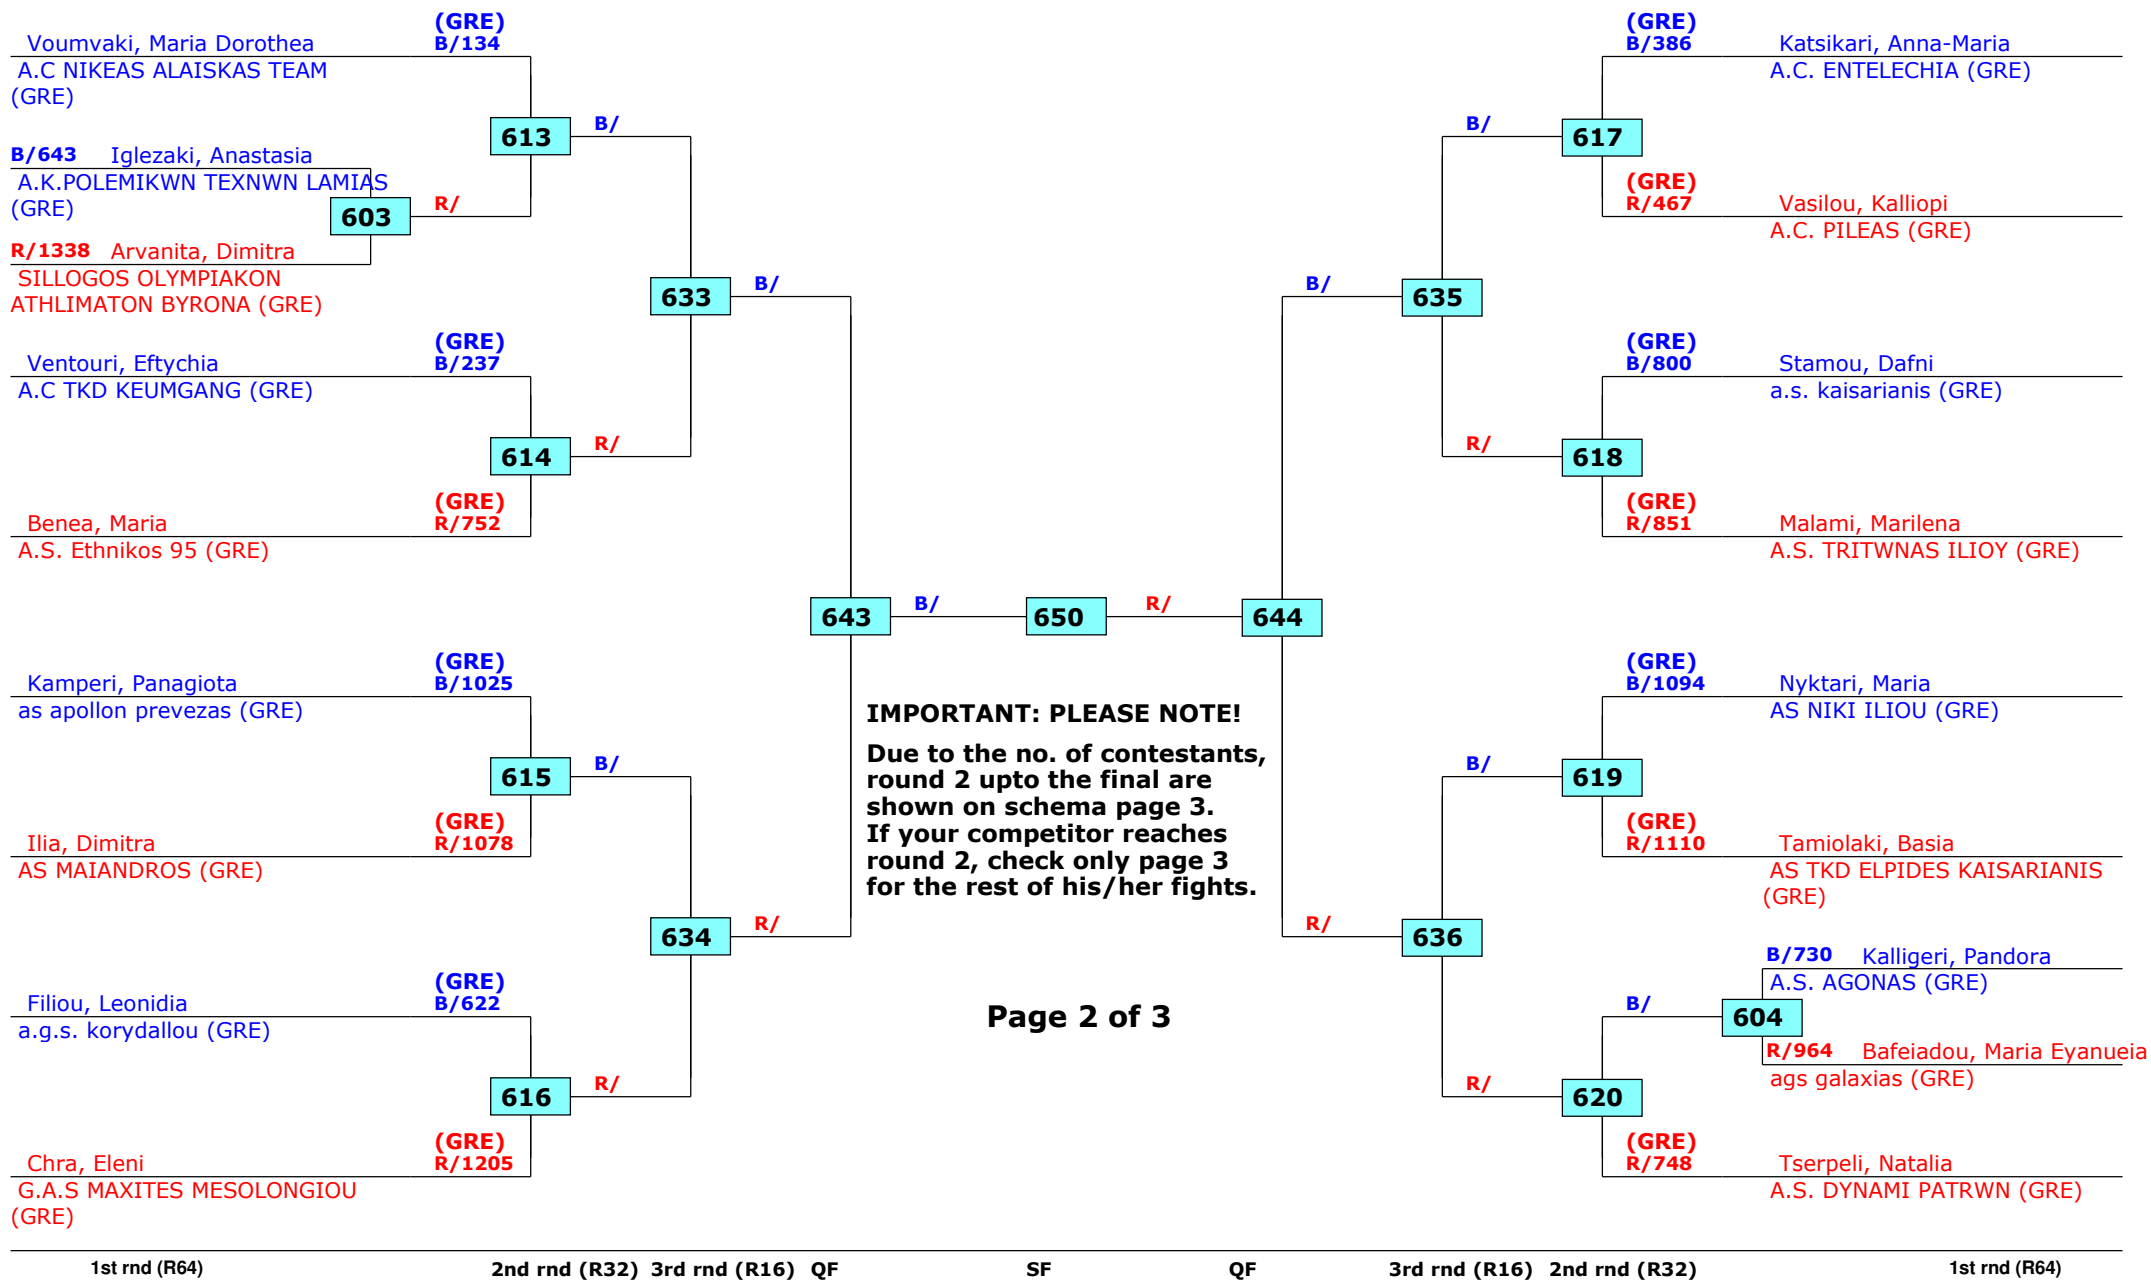 (GRE)
Voumvaki, Maria Dorothea B/134
A.C NIKEAS ALAISKAS TEAM
(GRE)
613
B/
B/643 Iglezaki, Anastasia
A.K.POLEMIKWN TEXNWN LAMIAS
(GRE)
603
R/
R/1338 Arvanita, Dimitra
SILLOGOS OLYMPIAKON
ATHLIMATON BYRONA (GRE)
633
B/
(GRE)
Ventouri, Eftychia B/237
A.C TKD KEUMGANG (GRE)
614
R/
(GRE)
Benea, Maria R/752
A.S. Ethnikos 95 (GRE)
643
B/
650
R/
644
(GRE)
Kamperi, Panagiota B/1025
as apollon prevezas (GRE)
615
B/
(GRE)
Ilia, Dimitra R/1078
AS MAIANDROS (GRE)
634
R/
(GRE)
Filiou, Leonidia B/622
a.g.s. korydallou (GRE)
616
R/
(GRE)
Chra, Eleni R/1205
G.A.S MAXITES MESOLONGIOU
(GRE)
IMPORTANT: PLEASE NOTE!
Due to the no. of contestants,
round 2 upto the final are
shown on schema page 3.
If your competitor reaches
round 2, check only page 3
for the rest of his/her fights.
Page 2 of 3
(GRE)
B/386 Katsikari, Anna-Maria
A.C. ENTELECHIA (GRE)
B/
617
(GRE)
R/467 Vasilou, Kalliopi
A.C. PILEAS (GRE)
B/
635
(GRE)
B/800 Stamou, Dafni
a.s. kaisarianis (GRE)
R/
618
(GRE)
R/851 Malami, Marilena
A.S. TRITWNAS ILIOY (GRE)
(GRE)
B/1094 Nyktari, Maria
AS NIKI ILIOU (GRE)
B/
619
(GRE)
R/1110 Tamiolaki, Basia
AS TKD ELPIDES KAISARIANIS
(GRE)
R/
636
B/730 Kalligeri, Pandora
A.S. AGONAS (GRE)
B/
604
R/964 Bafeiadou, Maria Eyanueia
ags galaxias (GRE)
R/
620
(GRE)
R/748 Tserpeli, Natalia
A.S. DYNAMI PATRWN (GRE)
1st rnd (R64) 2nd rnd (R32) 3rd rnd (R16) QF SF QF 3rd rnd (R16) 2nd rnd (R32) 1st rnd (R64)